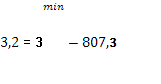 min
3,2 = 3 − 807,3